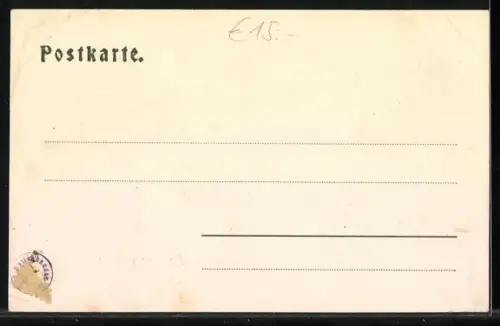 € 15.-
Postkarte.